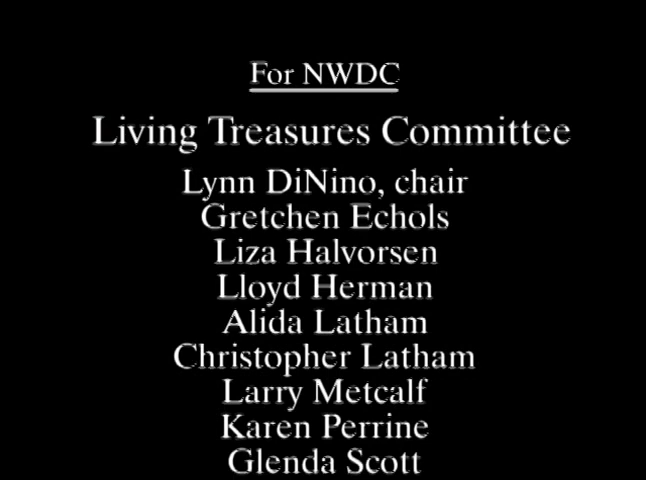 For NWDC
Living Treasures Committee
Lynn DiNino, chair
Gretchen Echols
Liza Halvorsen
Lloyd Herman
Alida Latham
Christopher Latham
Larry Metcalf
Karen Perrine
Glenda Scott